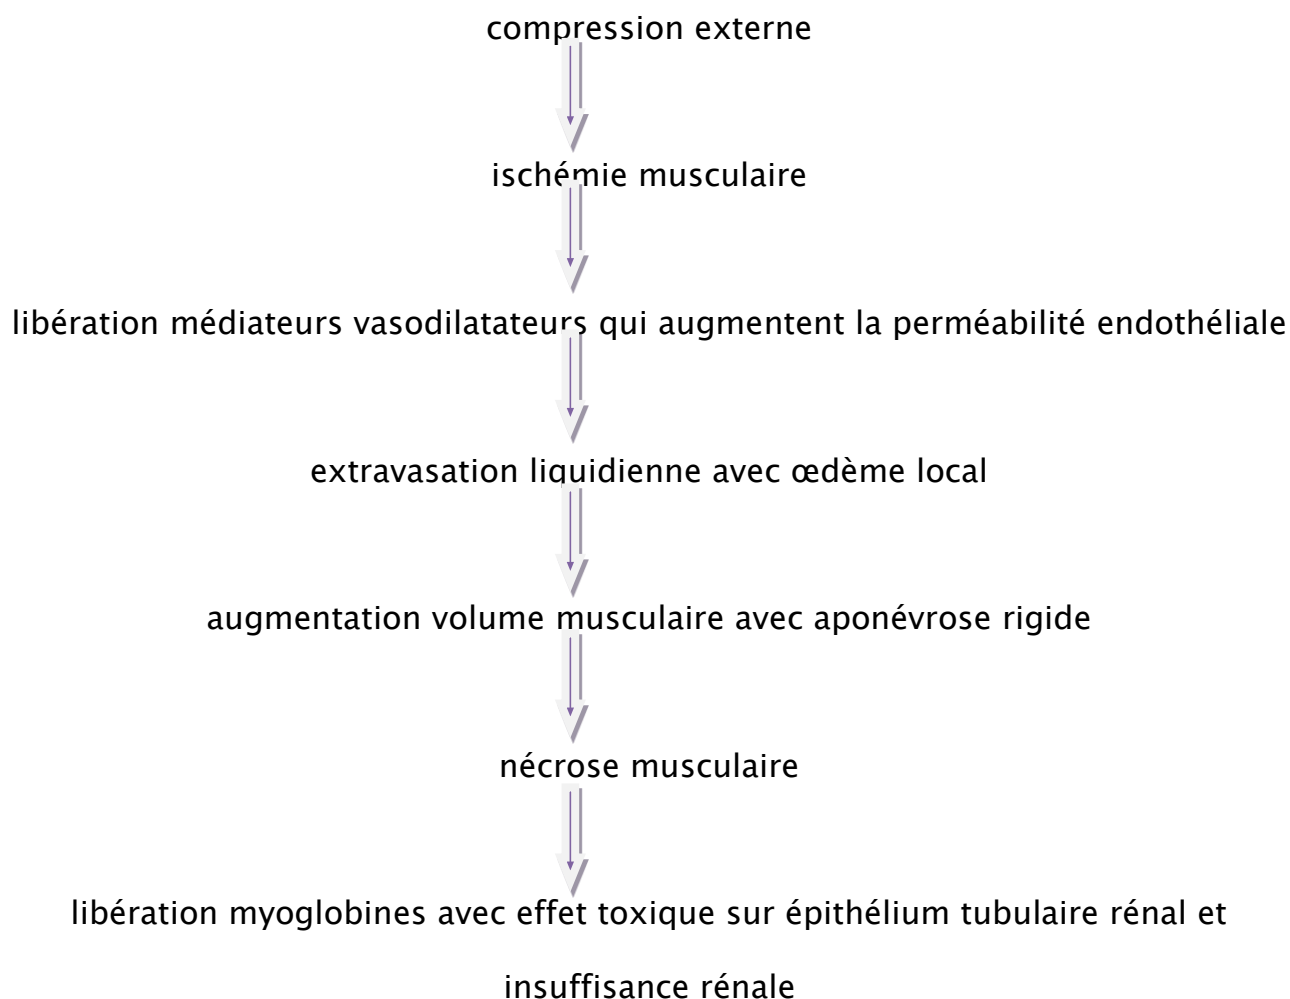 compression externe
ischémie musculaire
libération médiateurs vasodilatateurs qui augmentent la perméabilité endothéliale
extravasation liquidienne avec œdème local
augmentation volume musculaire avec aponévrose rigide
nécrose musculaire
libération myoglobines avec effet toxique sur épithélium tubulaire rénal et
insuffisance rénale